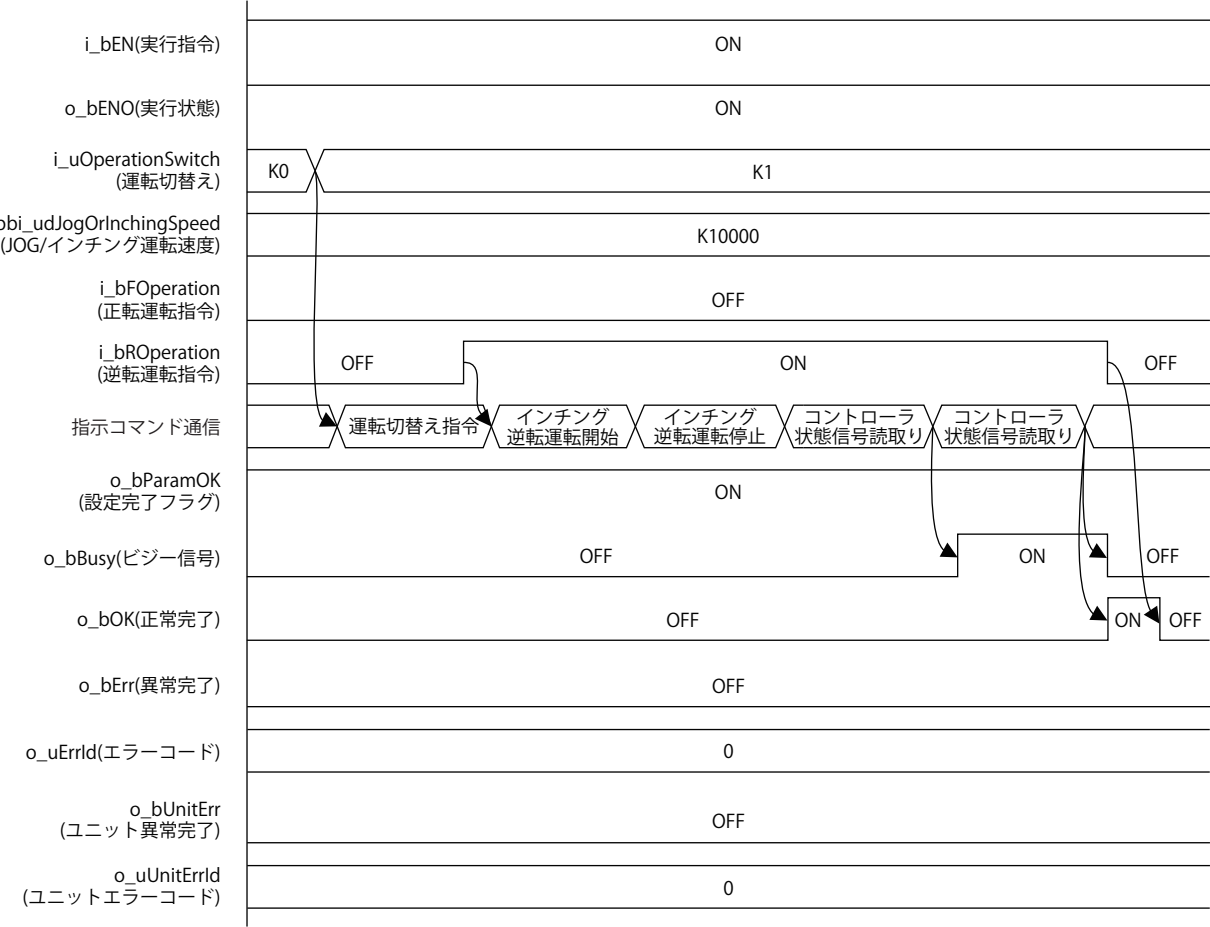 i_bEN(実行指令)
ON
o_bENO(実行状態)
ON
i_uOperationSwitch
(運転切替え)
K0
K1
obi_udJogOrInchingSpeed
(JOG/インチング運転速度)
K10000
i_bFOperation
(正転運転指令)
OFF
i_bROperation
(逆転運転指令)
OFF
ON
OFF
指示コマンド通信
運転切替え指令
インチング
逆転運転開始
インチング
逆転運転停止
コントローラ
状態信号読取り
コントローラ
状態信号読取り
o_bParamOK
(設定完了フラグ)
ON
o_bBusy(ビジー信号)
OFF
ON
OFF
o_bOK(正常完了)
OFF
ON
OFF
o_bErr(異常完了)
OFF
o_uErrId(エラーコード)
0
o_bUnitErr
(ユニット異常完了)
OFF
o_uUnitErrId
(ユニットエラーコード)
0